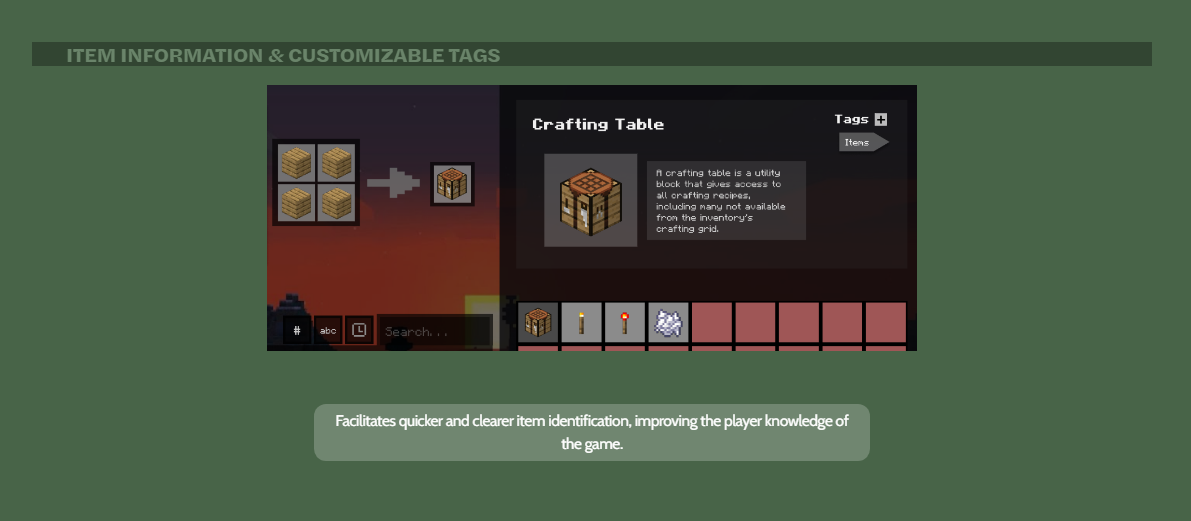 ITEM INFORMATION & CUSTOMIZABLE TAGS
Crafting Table
Tags +
Items
A crafting table is a utility
block that gives access to
all crafting recipes,
including many not available
from the inventory's
crafting grid.
# abc Search...
Facilitates quicker and clearer item identification, improving the player knowledge of
the game.